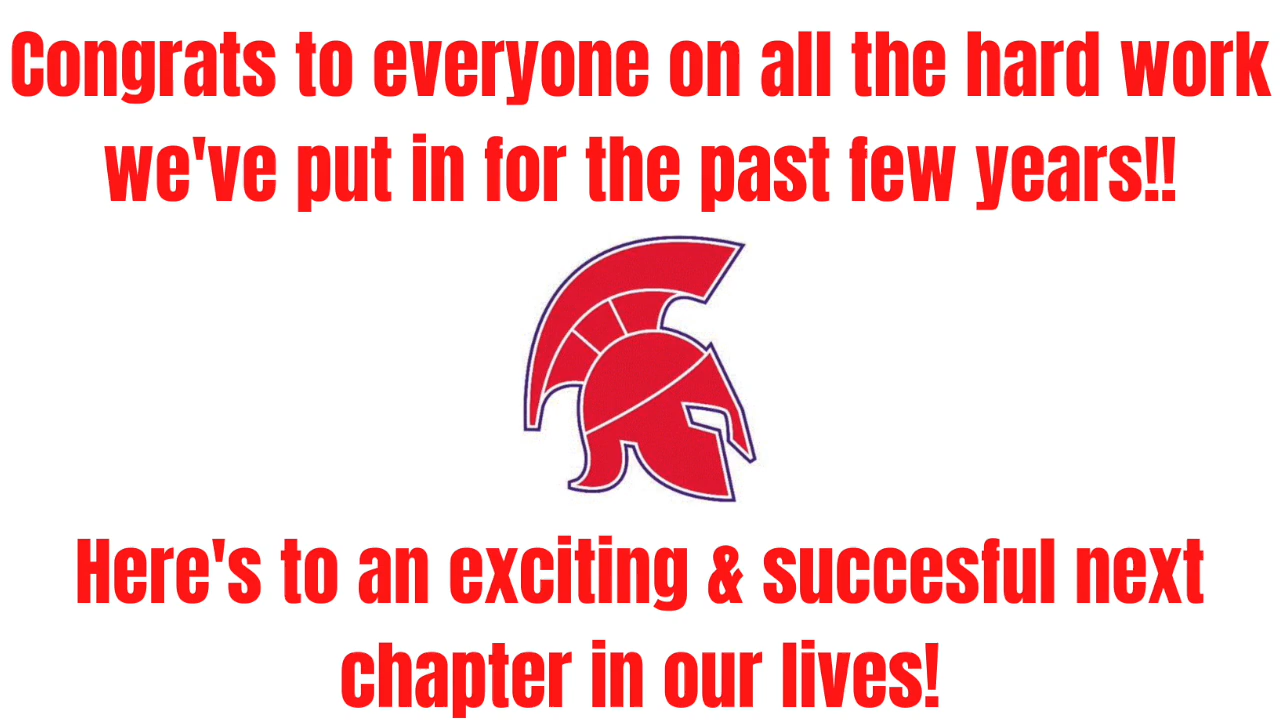 Congrats to everyone on all the hard work
we've put in for the past few years!!
Here's to an exciting & succesful next
chapter in our lives!